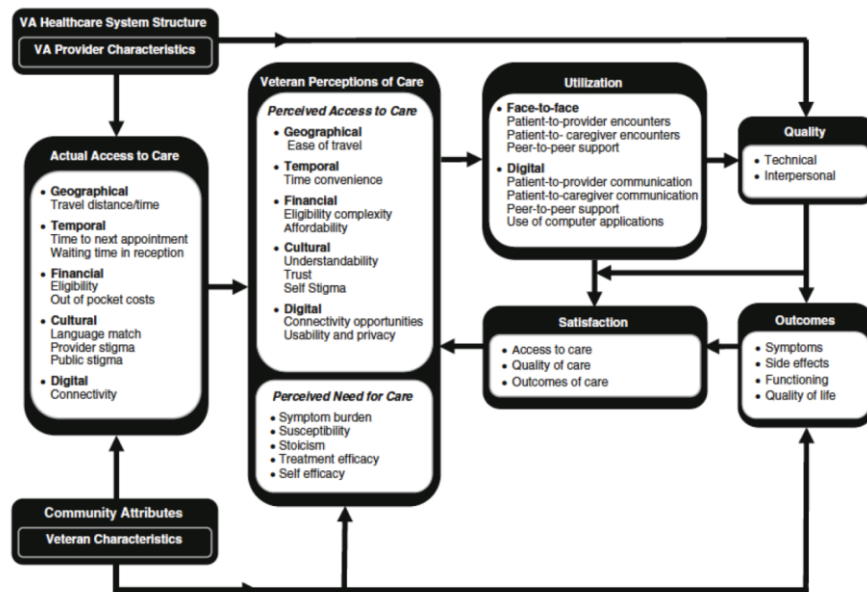 VA Healthcare System Structure
VA Provider Characteristics
Actual Access to Care
• Geographical
Travel distance/time
• Temporal
Time to next appointment
Waiting time in reception
• Financial
Eligibility
Out of pocket costs
• Cultural
Language match
Provider stigma
Public stigma
• Digital
Connectivity
Community Attributes
Veteran Characteristics
Veteran Perceptions of Care
Perceived Access to Care
• Geographical
Ease of travel
• Temporal
Time convenience
• Financial
Eligibility complexity
Affordability
• Cultural
Understandability
Trust
Self Stigma
• Digital
Connectivity opportunities
Usability and privacy
Perceived Need for Care
• Symptom burden
• Susceptibility
• Stoicism
• Treatment efficacy
• Self efficacy
Utilization
• Face-to-face
Patient-to-provider encounters
Patient-to- caregiver encounters
Peer-to-peer support
• Digital
Patient-to-provider communication
Patient-to-caregiver communication
Peer-to-peer support
Use of computer applications
Quality
• Technical
• Interpersonal
Satisfaction
• Access to care
• Quality of care
• Outcomes of care
Outcomes
• Symptoms
• Side effects
• Functioning
• Quality of life